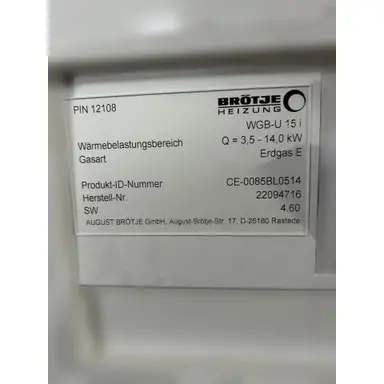 PIN 12108
BRÖTJE
HEIZUNG
WGB-U 15 i
Wärmebelastungsbereich Q = 3,5 - 14,0 kW
Gasart Erdgas E
Produkt-ID-Nummer CE-0085BL0514
Herstell-Nr. 22094716
SW 4.60
AUGUST BRÖTJE GmbH, August-Brötje-Str. 17, D-26180 Rastede